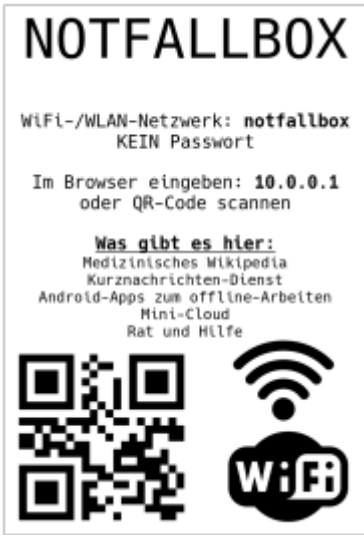 NOTFALLBOX
WiFi-/WLAN-Netzwerk: notfallbox
KEIN Passwort
Im Browser eingeben: 10.0.0.1
oder QR-Code scannen
Was gibt es hier:
Medizinisches Wikipedia
Kurznachrichten-Dienst
Android-Apps zum offline-Arbeiten
Mini-Cloud
Rat und Hilfe
WiFi